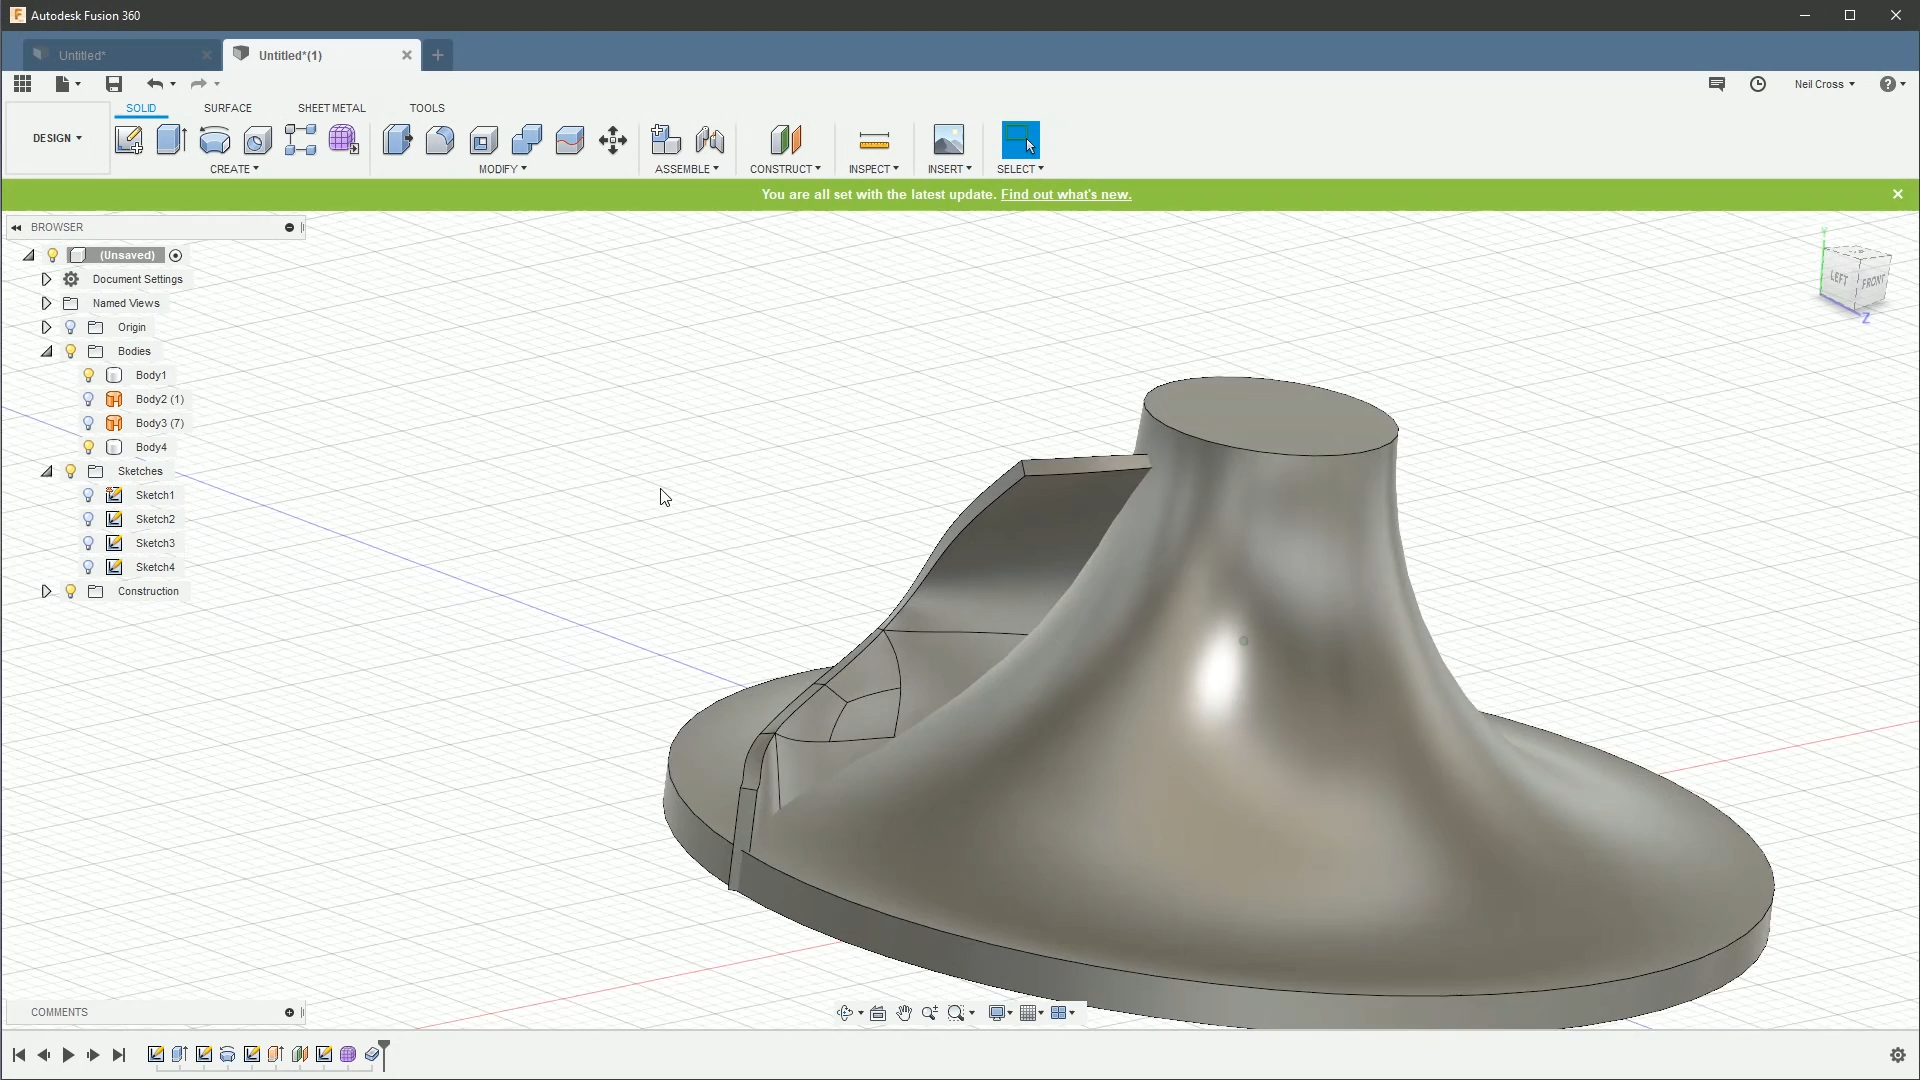 Autodesk Fusion 360
Untitled*
Untitled*(1)
Neil Cross
SOLID
SURFACE
SHEET METAL
TOOLS
DESIGN
CREATE
MODIFY
ASSEMBLE
CONSTRUCT
INSPECT
INSERT
SELECT
You are all set with the latest update. Find out what's new.
BROWSER
(Unsaved)
Document Settings
Named Views
Origin
Bodies
Body1
Body2 (1)
Body3 (7)
Body4
Sketches
Sketch1
Sketch2
Sketch3
Sketch4
Construction
Y
LEFT
FRONT
Z
COMMENTS